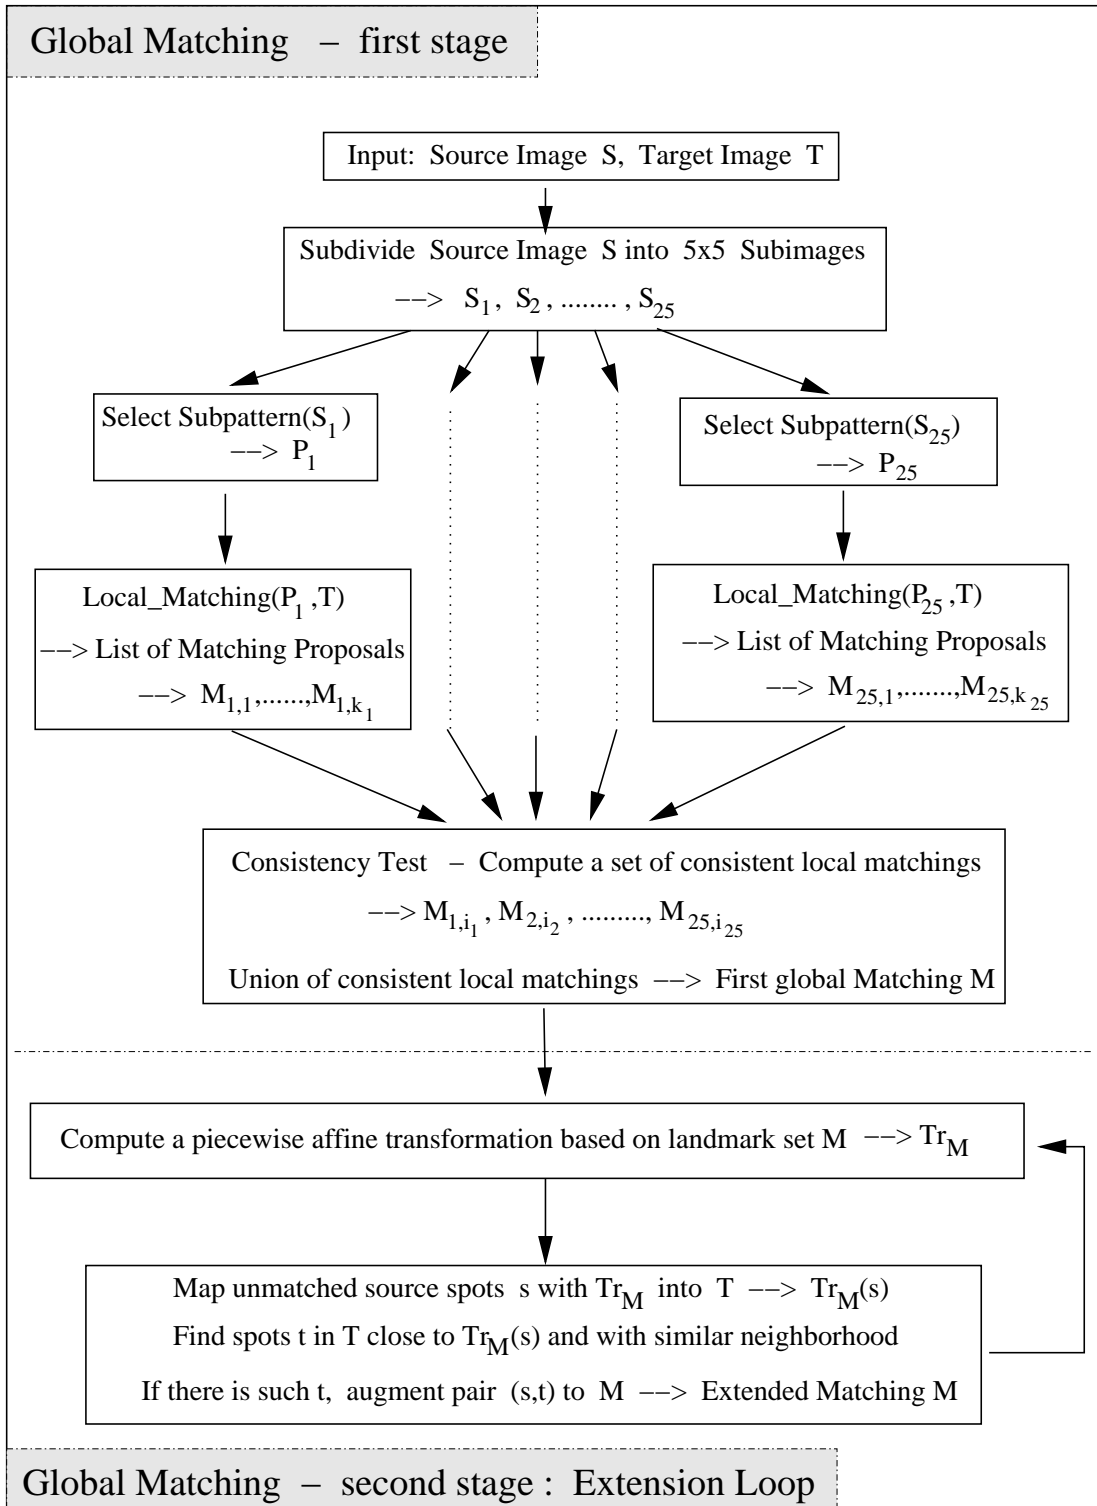 Global Matching – first stage
Input: Source Image S, Target Image T
Subdivide Source Image S into 5x5 Subimages
––> S1 , S2 , ........ , S25
Select Subpattern(S1)
––> P1
Select Subpattern(S25)
––> P25
Local_Matching(P1 ,T)
––> List of Matching Proposals
––> M1,1,......,M1,k1
Local_Matching(P25 ,T)
––> List of Matching Proposals
––> M25,1,.......,M25,k25
Consistency Test – Compute a set of consistent local matchings
––> M1,i1 , M2,i2 , ........., M25,i25
Union of consistent local matchings ––> First global Matching M
Compute a piecewise affine transformation based on landmark set M ––> TrM
Map unmatched source spots s with TrM into T ––> TrM(s)
Find spots t in T close to TrM(s) and with similar neighborhood
If there is such t, augment pair (s,t) to M ––> Extended Matching M
Global Matching – second stage : Extension Loop